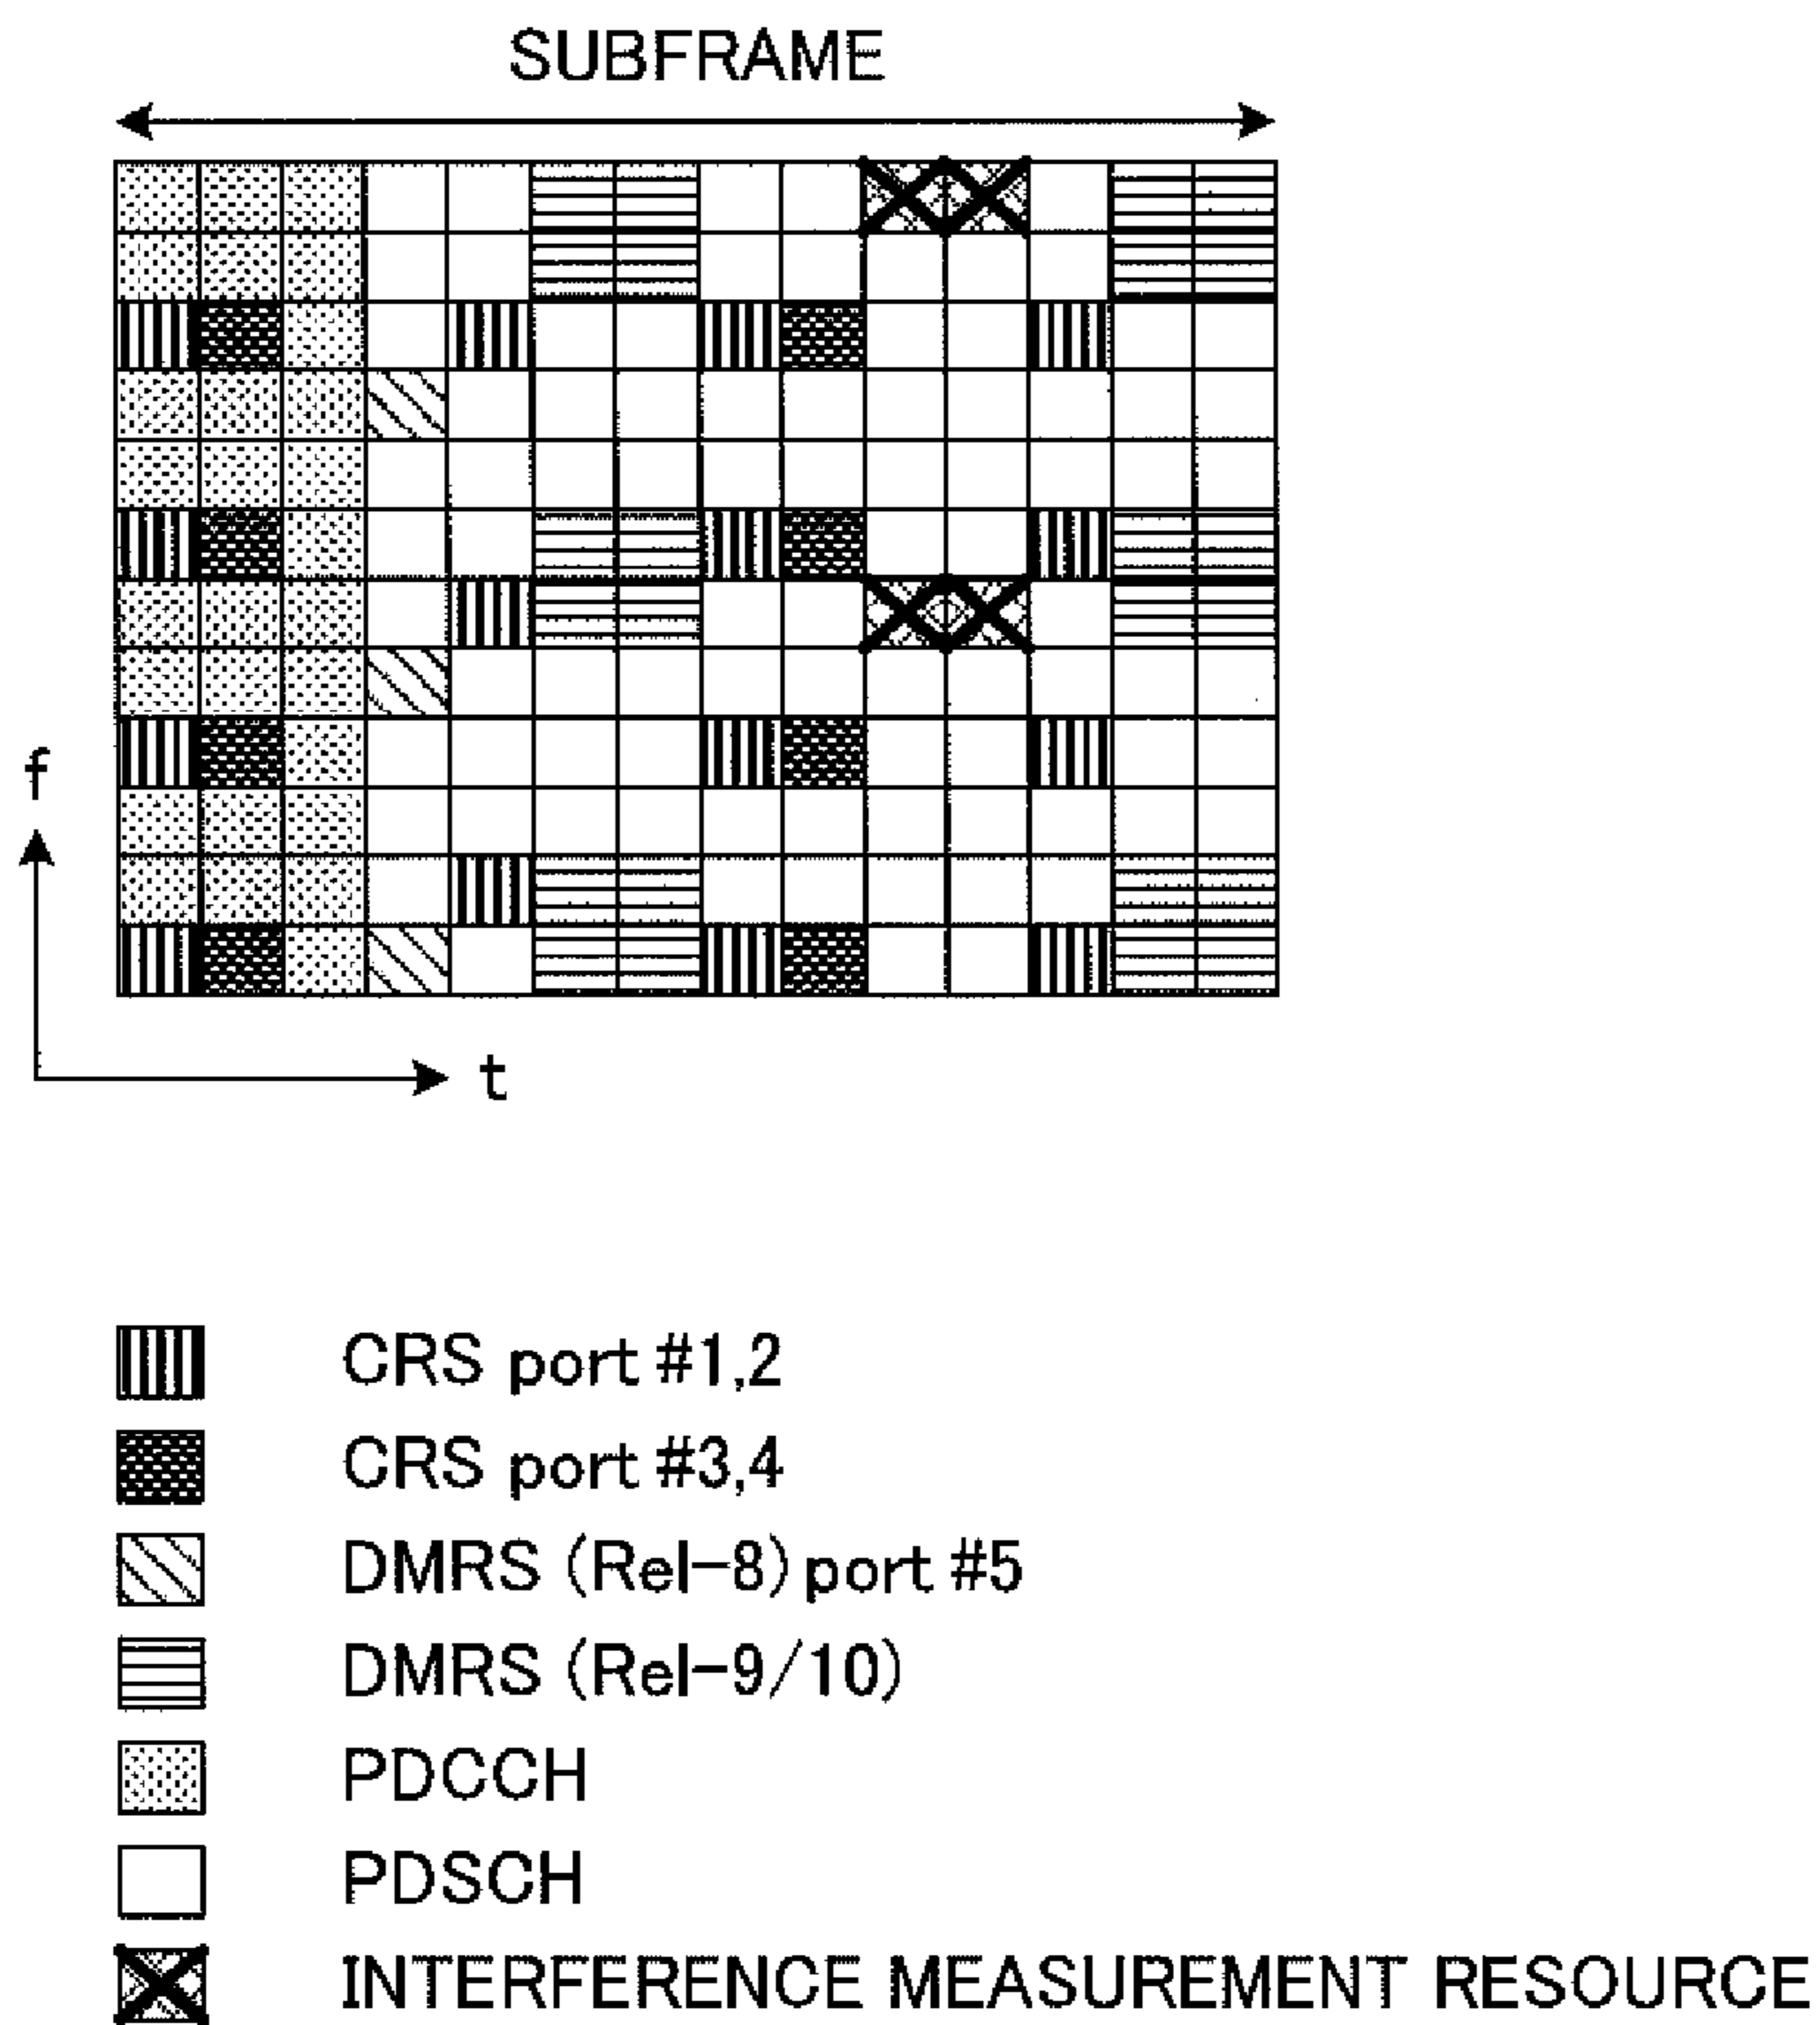 SUBFRAME
f
t
CRS port #1,2
CRS port #3,4
DMRS (Rel-8) port #5
DMRS (Rel-9/10)
PDCCH
PDSCH
INTERFERENCE MEASUREMENT RESOURCE